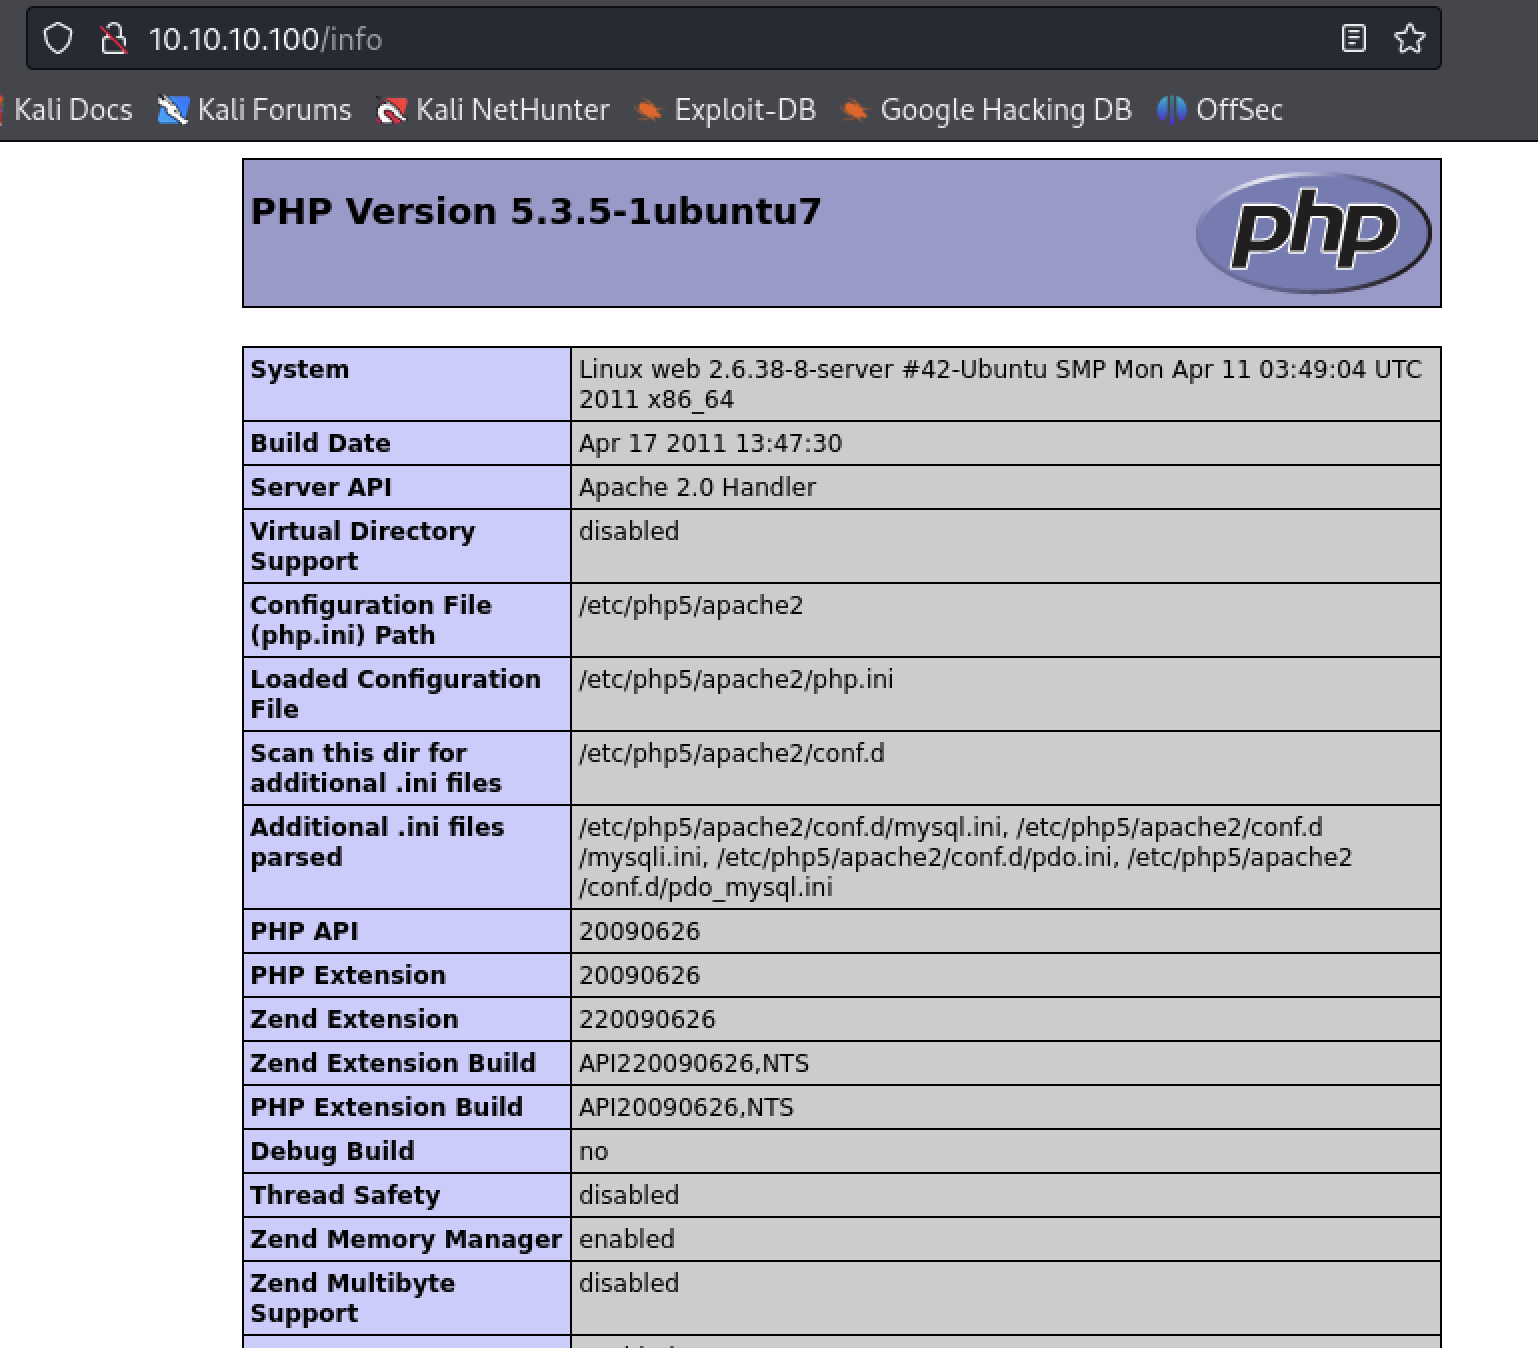 10.10.10.100/info
Kali Docs Kali Forums Kali NetHunter Exploit-DB Google Hacking DB OffSec
PHP Version 5.3.5-1ubuntu7
php
System Linux web 2.6.38-8-server #42-Ubuntu SMP Mon Apr 11 03:49:04 UTC
2011 x86_64
Build Date Apr 17 2011 13:47:30
Server API Apache 2.0 Handler
Virtual Directory disabled
Support
Configuration File /etc/php5/apache2
(php.ini) Path
Loaded Configuration /etc/php5/apache2/php.ini
File
Scan this dir for /etc/php5/apache2/conf.d
additional .ini files
Additional .ini files /etc/php5/apache2/conf.d/mysql.ini, /etc/php5/apache2/conf.d
parsed /mysqli.ini, /etc/php5/apache2/conf.d/pdo.ini, /etc/php5/apache2
/conf.d/pdo_mysql.ini
PHP API 20090626
PHP Extension 20090626
Zend Extension 220090626
Zend Extension Build API220090626,NTS
PHP Extension Build API20090626,NTS
Debug Build no
Thread Safety disabled
Zend Memory Manager enabled
Zend Multibyte disabled
Support